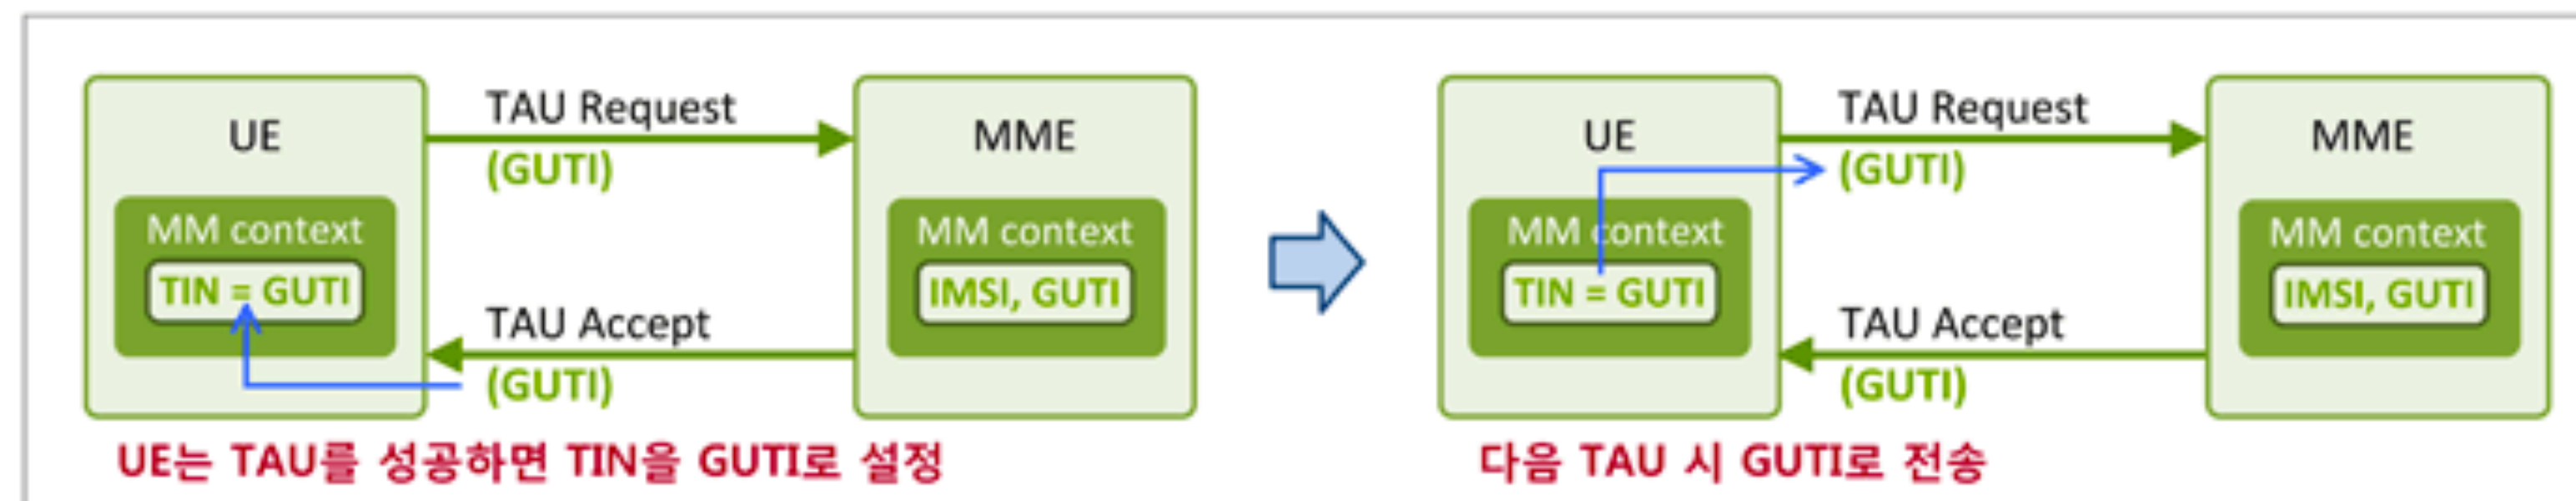 UE
TAU Request
(GUTI)
MME
MM context
TIN = GUTI
MM context
IMSI, GUTI
TAU Accept
(GUTI)
UE는 TAU를 성공하면 TIN을 GUTI로 설정
UE
TAU Request
(GUTI)
MME
MM context
TIN = GUTI
MM context
IMSI, GUTI
TAU Accept
(GUTI)
다음 TAU 시 GUTI로 전송